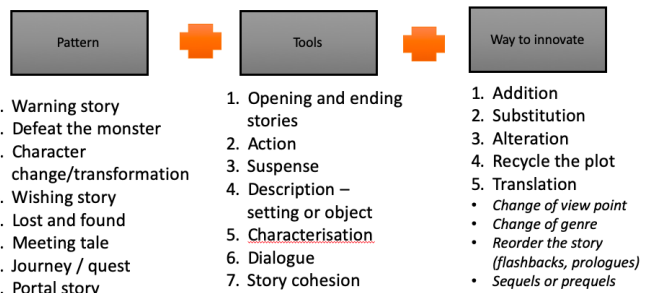 Pattern
Tools
Way to innovate
. Warning story
. Defeat the monster
. Character
change/transformation
. Wishing story
. Lost and found
. Meeting tale
. Journey / quest
. Portal story
1. Opening and ending
stories
2. Action
3. Suspense
4. Description –
setting or object
5. Characterisation
6. Dialogue
7. Story cohesion
1. Addition
2. Substitution
3. Alteration
4. Recycle the plot
5. Translation
• Change of view point
• Change of genre
• Reorder the story
(flashbacks, prologues)
• Sequels or prequels